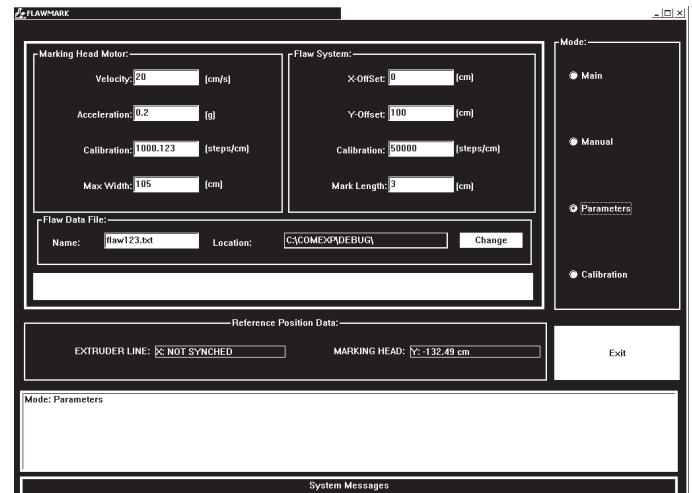 FLAWMARK
Marking Head Motor:
Velocity: 20 (cm/s)
Acceleration: 0.2 (g)
Calibration: 1000.123 (steps/cm)
Max Width: 105 (cm)
Flaw System:
X-OffSet: 0 (cm)
Y-Offset: 100 (cm)
Calibration: 50000 (steps/cm)
Mark Length: 3 (cm)
Flaw Data File:
Name: flaw123.txt Location: C:\COMEXP\DEBUG\ Change
Mode:
Main
Manual
Parameters
Calibration
Reference Position Data:
EXTRUDER LINE: X: NOT SYNCHED MARKING HEAD: Y: -132.49 cm
Exit
Mode: Parameters
System Messages